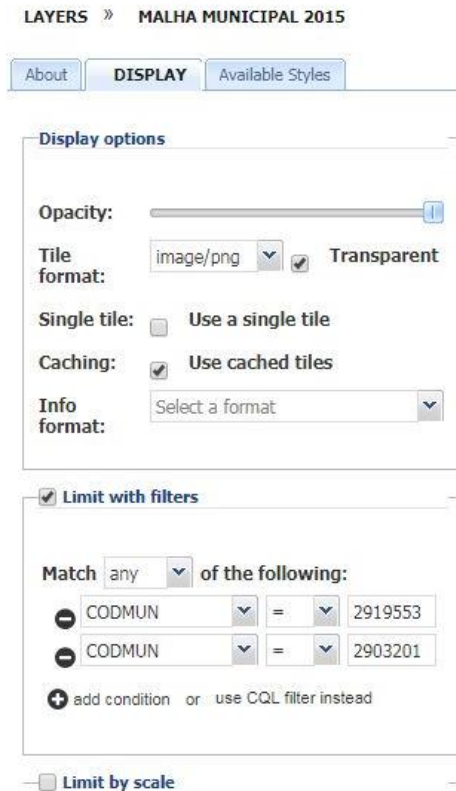 LAYERS » MALHA MUNICIPAL 2015
About DISPLAY Available Styles
Display options
Opacity:
Tile format: image/png Transparent
Single tile: Use a single tile
Caching: Use cached tiles
Info format: Select a format
Limit with filters
Match any of the following:
CODMUN = 2919553
CODMUN = 2903201
add condition or use CQL filter instead
Limit by scale